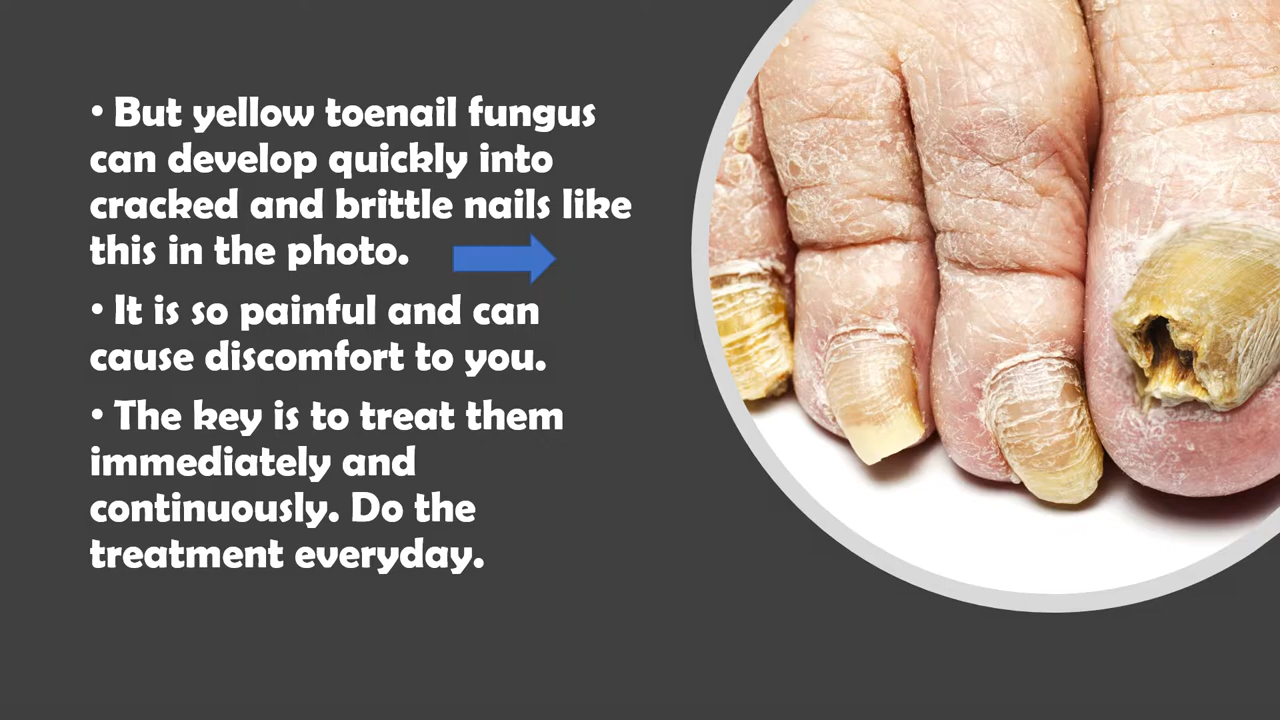 • But yellow toenail fungus
can develop quickly into
cracked and brittle nails like
this in the photo.
• It is so painful and can
cause discomfort to you.
• The key is to treat them
immediately and
continuously. Do the
treatment everyday.